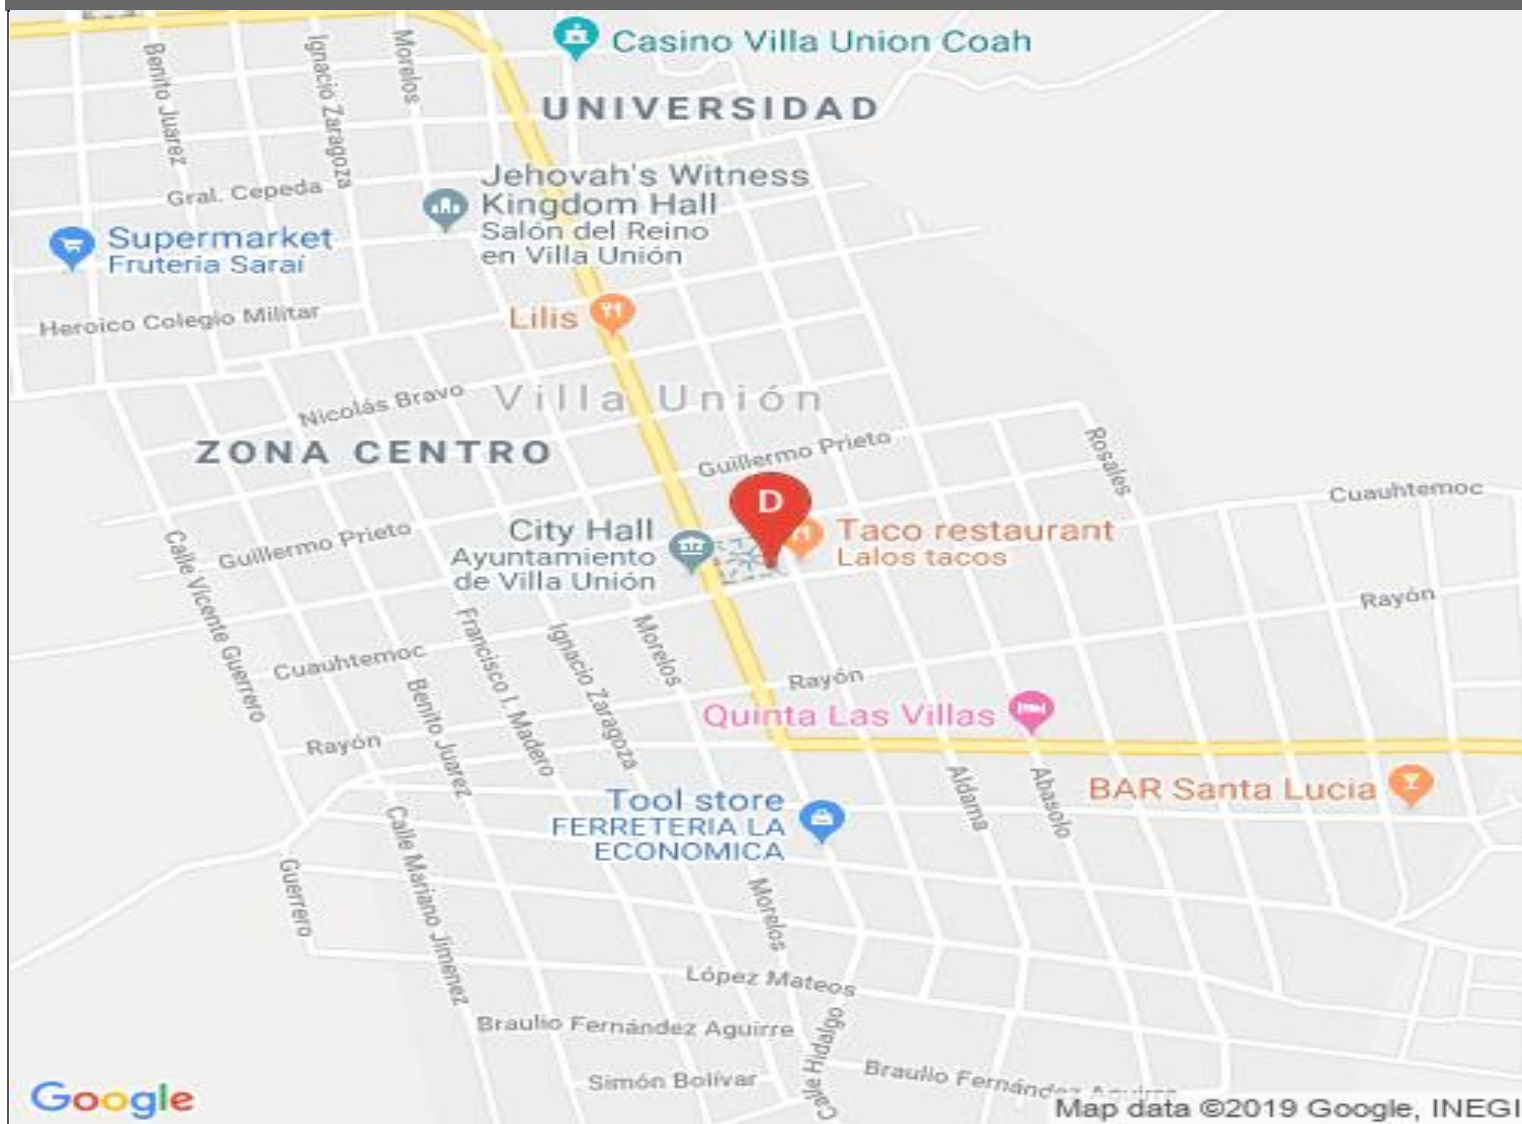 Casino Villa Union Coah
UNIVERSIDAD
Benito Juarez
Ignacio Zaragoza
Morelos
Gral. Cepeda
Jehovah's Witness
Kingdom Hall
Salón del Reino
en Villa Unión
Supermarket
Fruteria Saraí
Heroico Colegio Militar
Lilis
Nicolás Bravo
Villa Unión
ZONA CENTRO
Guillermo Prieto
Rosales
Cuauhtemoc
D
Guillermo Prieto
City Hall
Ayuntamiento
de Villa Unión
Taco restaurant
Lalos tacos
Calle Vicente Guerrero
Rayón
Cuauhtemoc
Francisco I. Madero
Ignacio Zaragoza
Morelos
Rayón
Benito Juarez
Quinta Las Villas
Rayón
Aldama
Abasolo
BAR Santa Lucia
Tool store
FERRETERIA LA
ECONOMICA
Calle Mariano Jimenez
Guerrero
Morelos
López Mateos
Braulio Fernández Aguirre
Calle Hidalgo
Simón Bolívar
Braulio Fernández Aguirre
Google
Map data ©2019 Google, INEGI